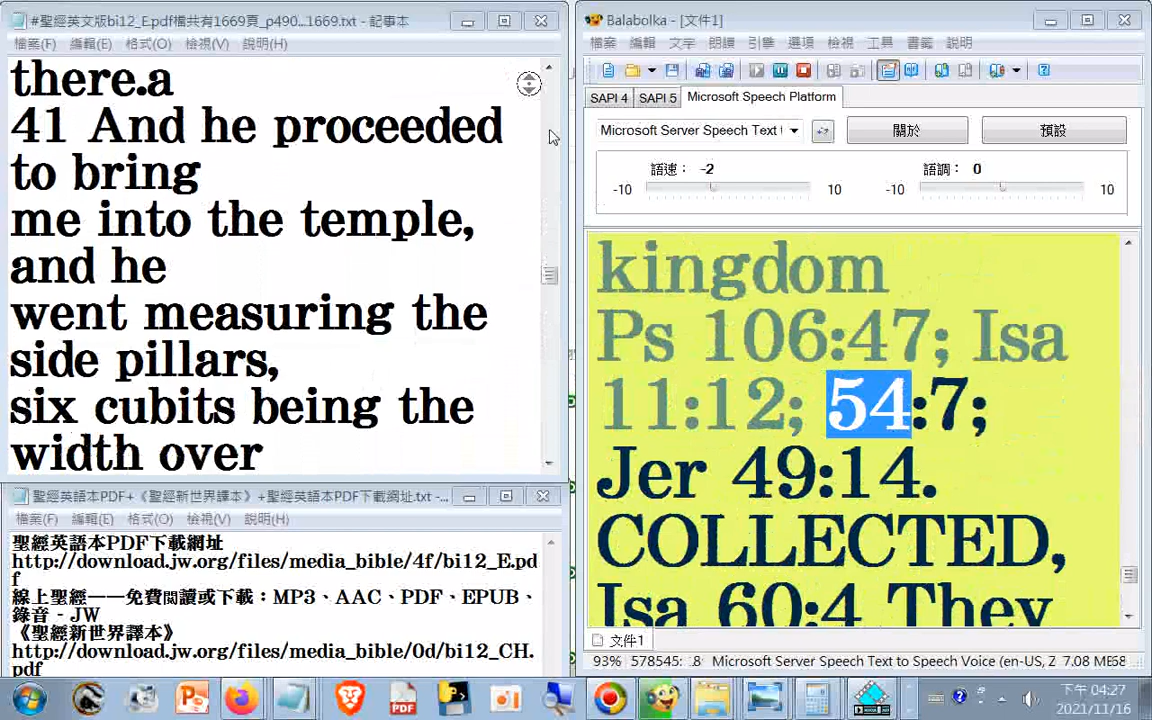 #聖經英文版bi12_E.pdf檔共有1669頁_p490...1669.txt - 記事本
檔案(F) 編輯(E) 格式(O) 檢視(V) 說明(H)
there.a
41 And he proceeded
to bring
me into the temple,
and he
went measuring the
side pillars,
six cubits being the
width over
聖經英語本PDF+《聖經新世界譯本》+聖經英語本PDF下載網址.txt -...
檔案(F) 編輯(E) 格式(O) 檢視(V) 說明(H)
聖經英語本PDF下載網址
http://download.jw.org/files/media_bible/4f/bi12_E.pd
f
線上聖經——免費閱讀或下載：MP3、AAC、PDF、EPUB、
錄音 - JW
《聖經新世界譯本》
http://download.jw.org/files/media_bible/0d/bi12_CH.
pdf
Balabolka - [文件1]
檔案 編輯 文字 朗讀 引擎 選項 檢視 工具 書籤 說明
SAPI 4 SAPI 5 Microsoft Speech Platform
Microsoft Server Speech Text 關於 預設
語速： -2 語調： 0
-10 10 -10 10
kingdom
Ps 106:47; Isa
11:12; 54:7;
Jer 49:14.
COLLECTED,
Isa 60:4 They
文件1
93% 578545: Microsoft Server Speech Text to Speech Voice (en-US, Z 7.08 ME
PDF
下午 04:27
2021/11/16